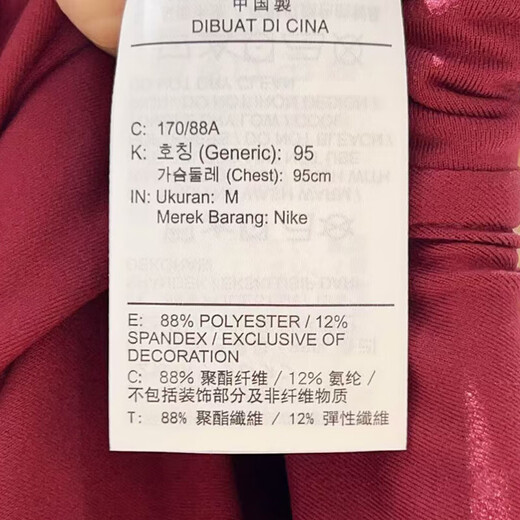 中国製
DIBUAT DI CINA
C: 170/88A
K: 호칭 (Generic): 95
가슴둘레 (Chest): 95cm
IN: Ukuran: M
Merek Barang: Nike
E: 88% POLYESTER / 12%
SPANDEX / EXCLUSIVE OF
DECORATION
C: 88% 聚酯纤维 / 12% 氨纶 /
不包括装饰部分及非纤维物质
T: 88% 聚酯纖維 / 12% 彈性纖維